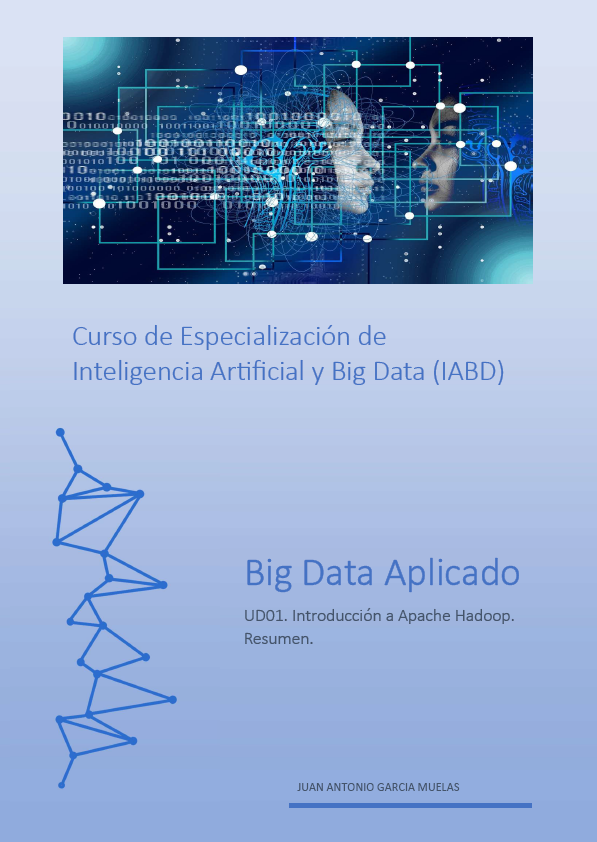 Curso de Especialización de
Inteligencia Artificial y Big Data (IABD)
Big Data Aplicado
UD01. Introducción a Apache Hadoop.
Resumen.
JUAN ANTONIO GARCIA MUELAS